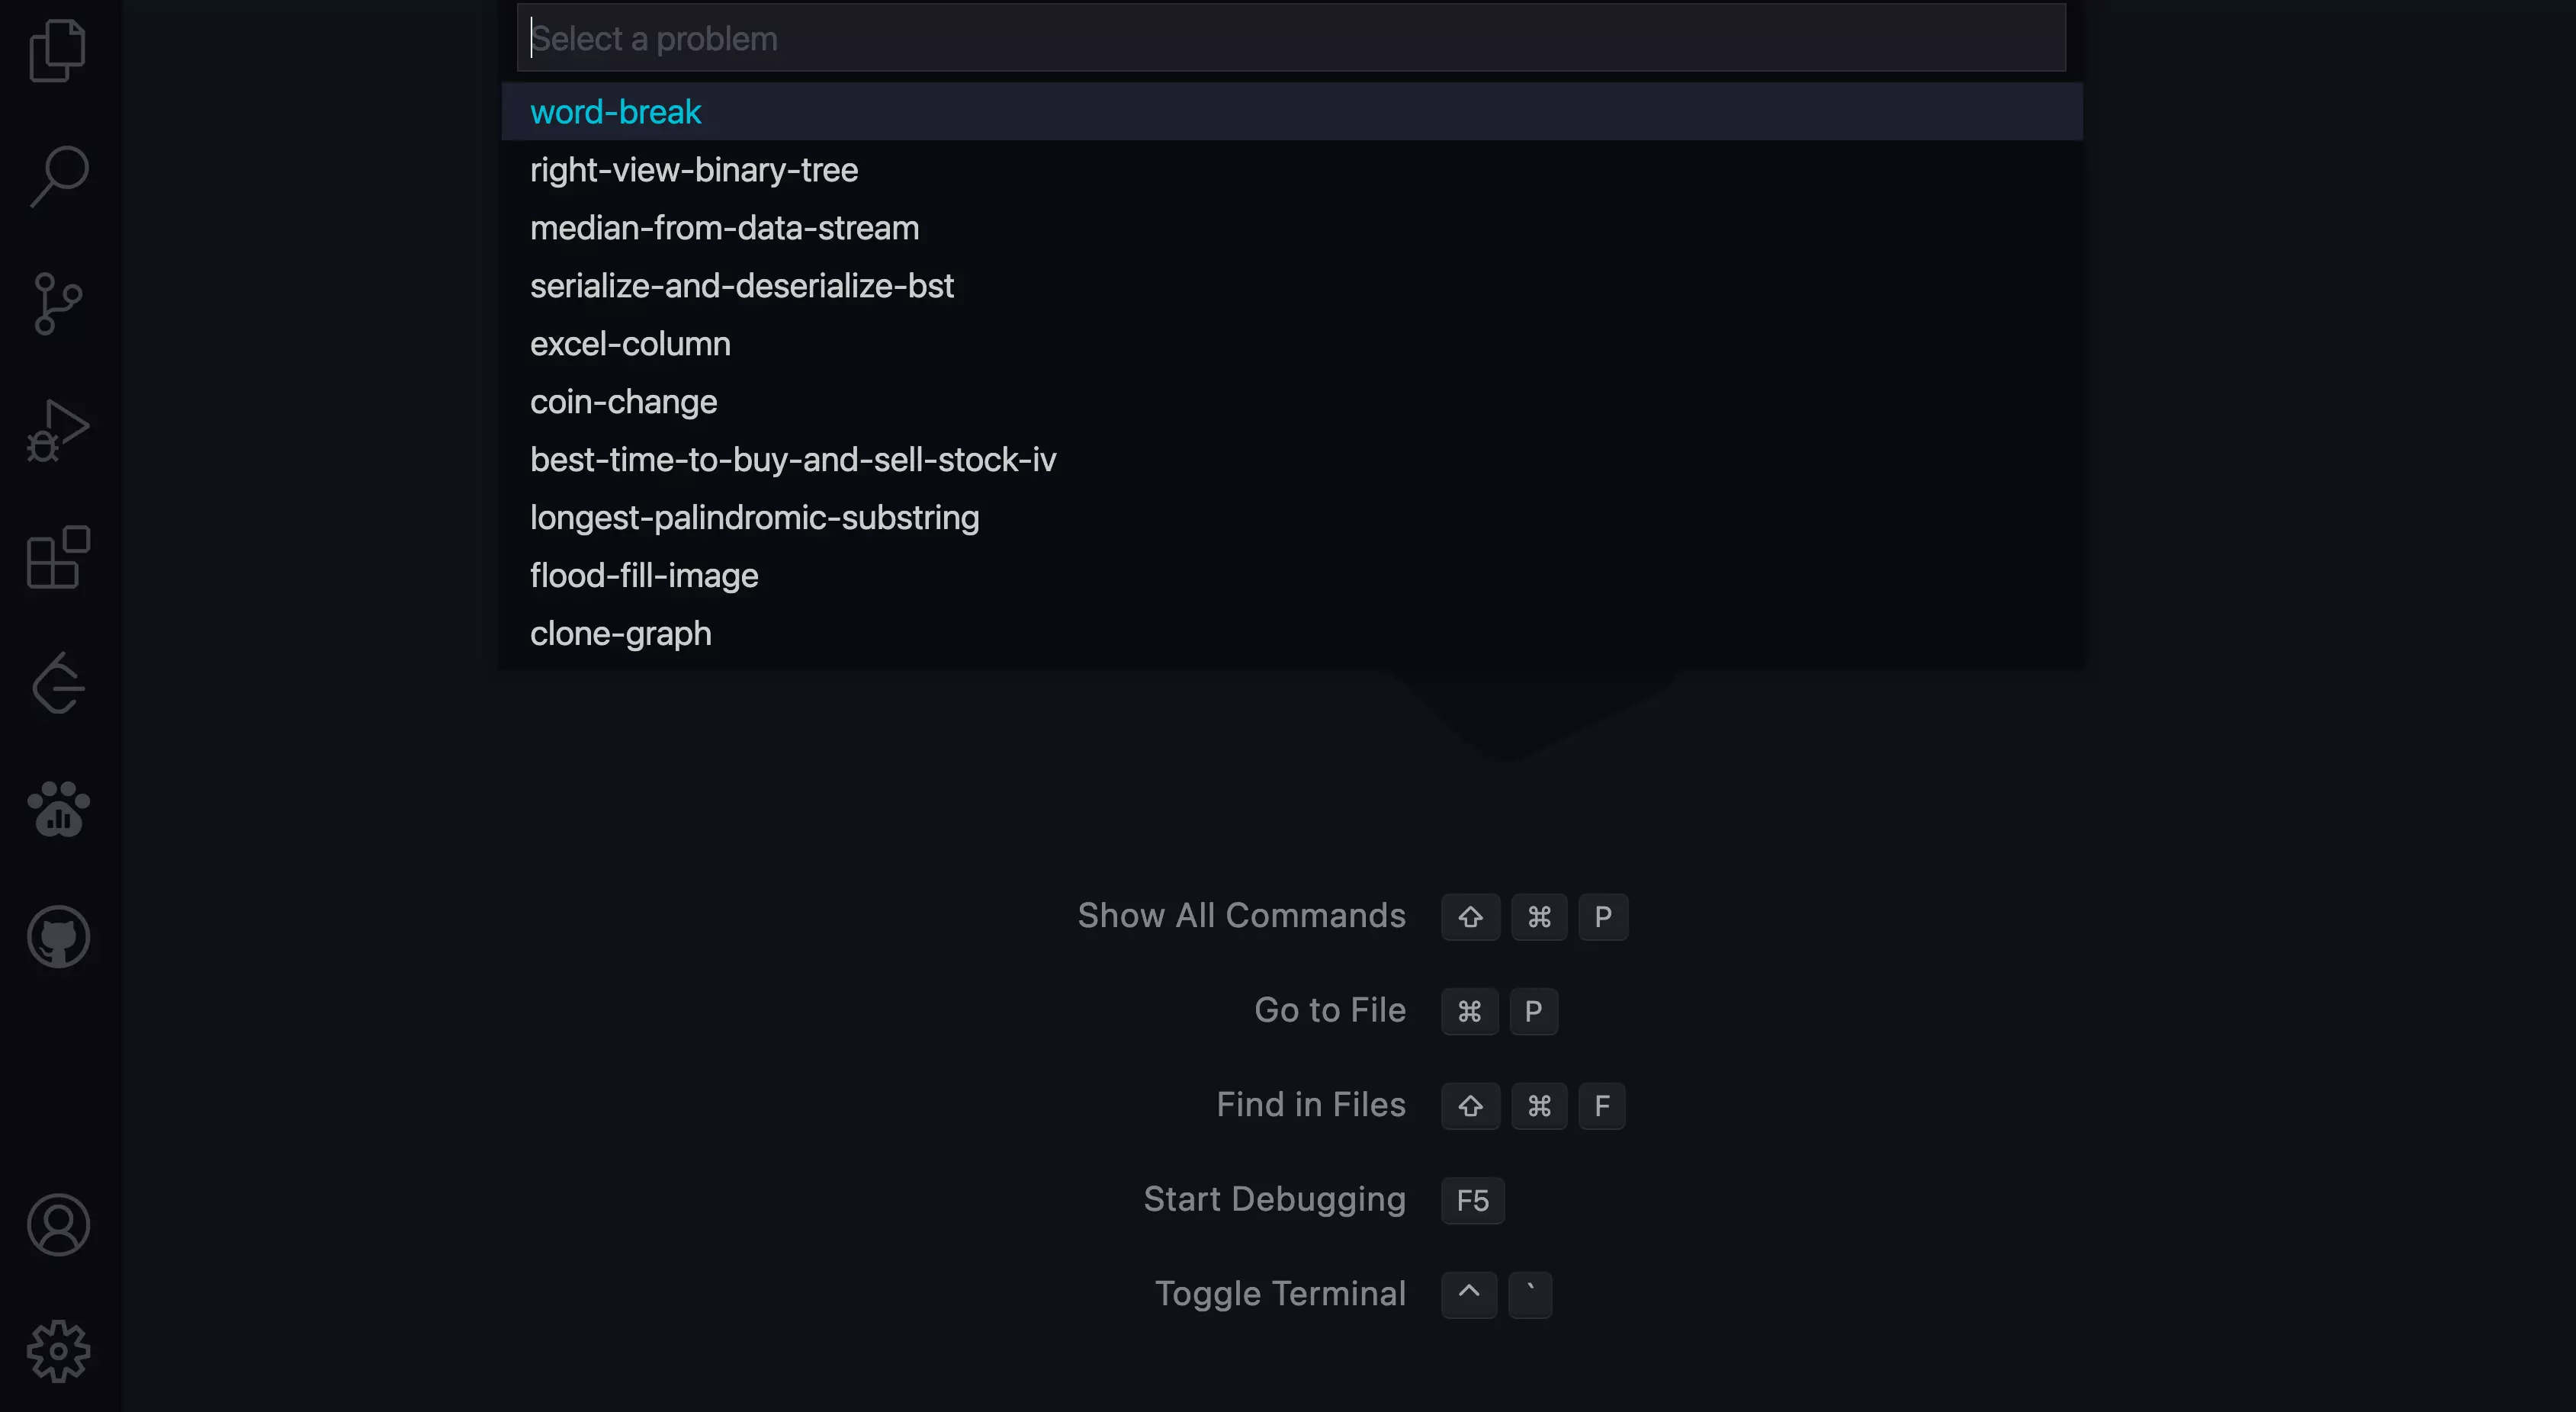 Select a problem
word-break
right-view-binary-tree
median-from-data-stream
serialize-and-deserialize-bst
excel-column
coin-change
best-time-to-buy-and-sell-stock-iv
longest-palindromic-substring
flood-fill-image
clone-graph
Show All Commands ⇧ ⌘ P
Go to File ⌘ P
Find in Files ⇧ ⌘ F
Start Debugging F5
Toggle Terminal ^ `